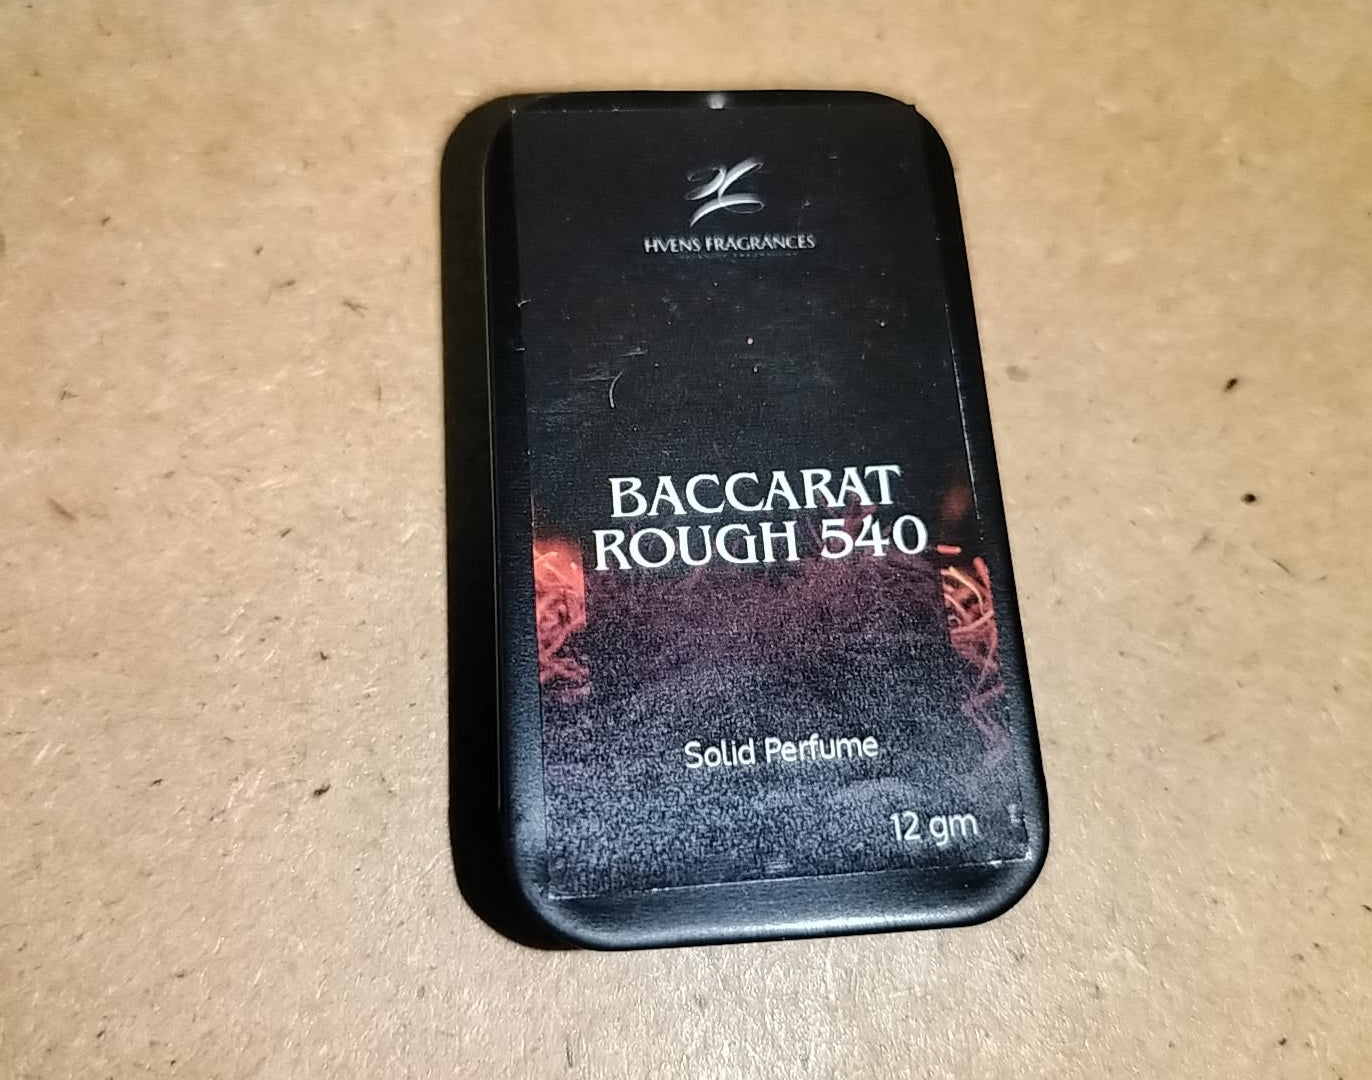 HVENS FRAGRANCES
BACCARAT
ROUGH 540
Solid Perfume
12 gm